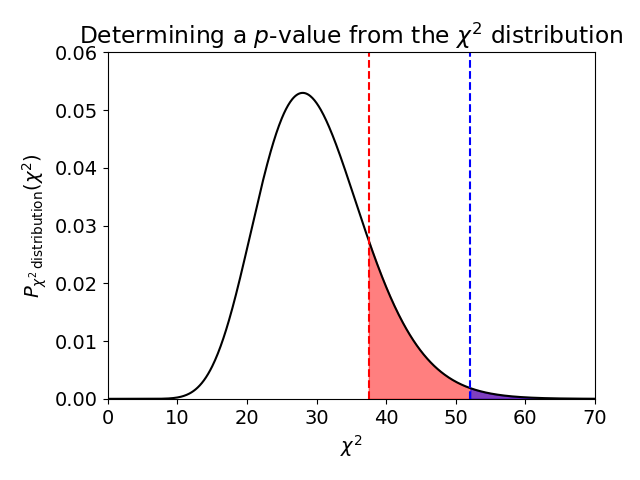 Determining a p-value from the χ² distribution
0.06
0.05
0.04
0.03
0.02
0.01
0.00
P_{χ² distribution}(χ²)
0 10 20 30 40 50 60 70
χ²